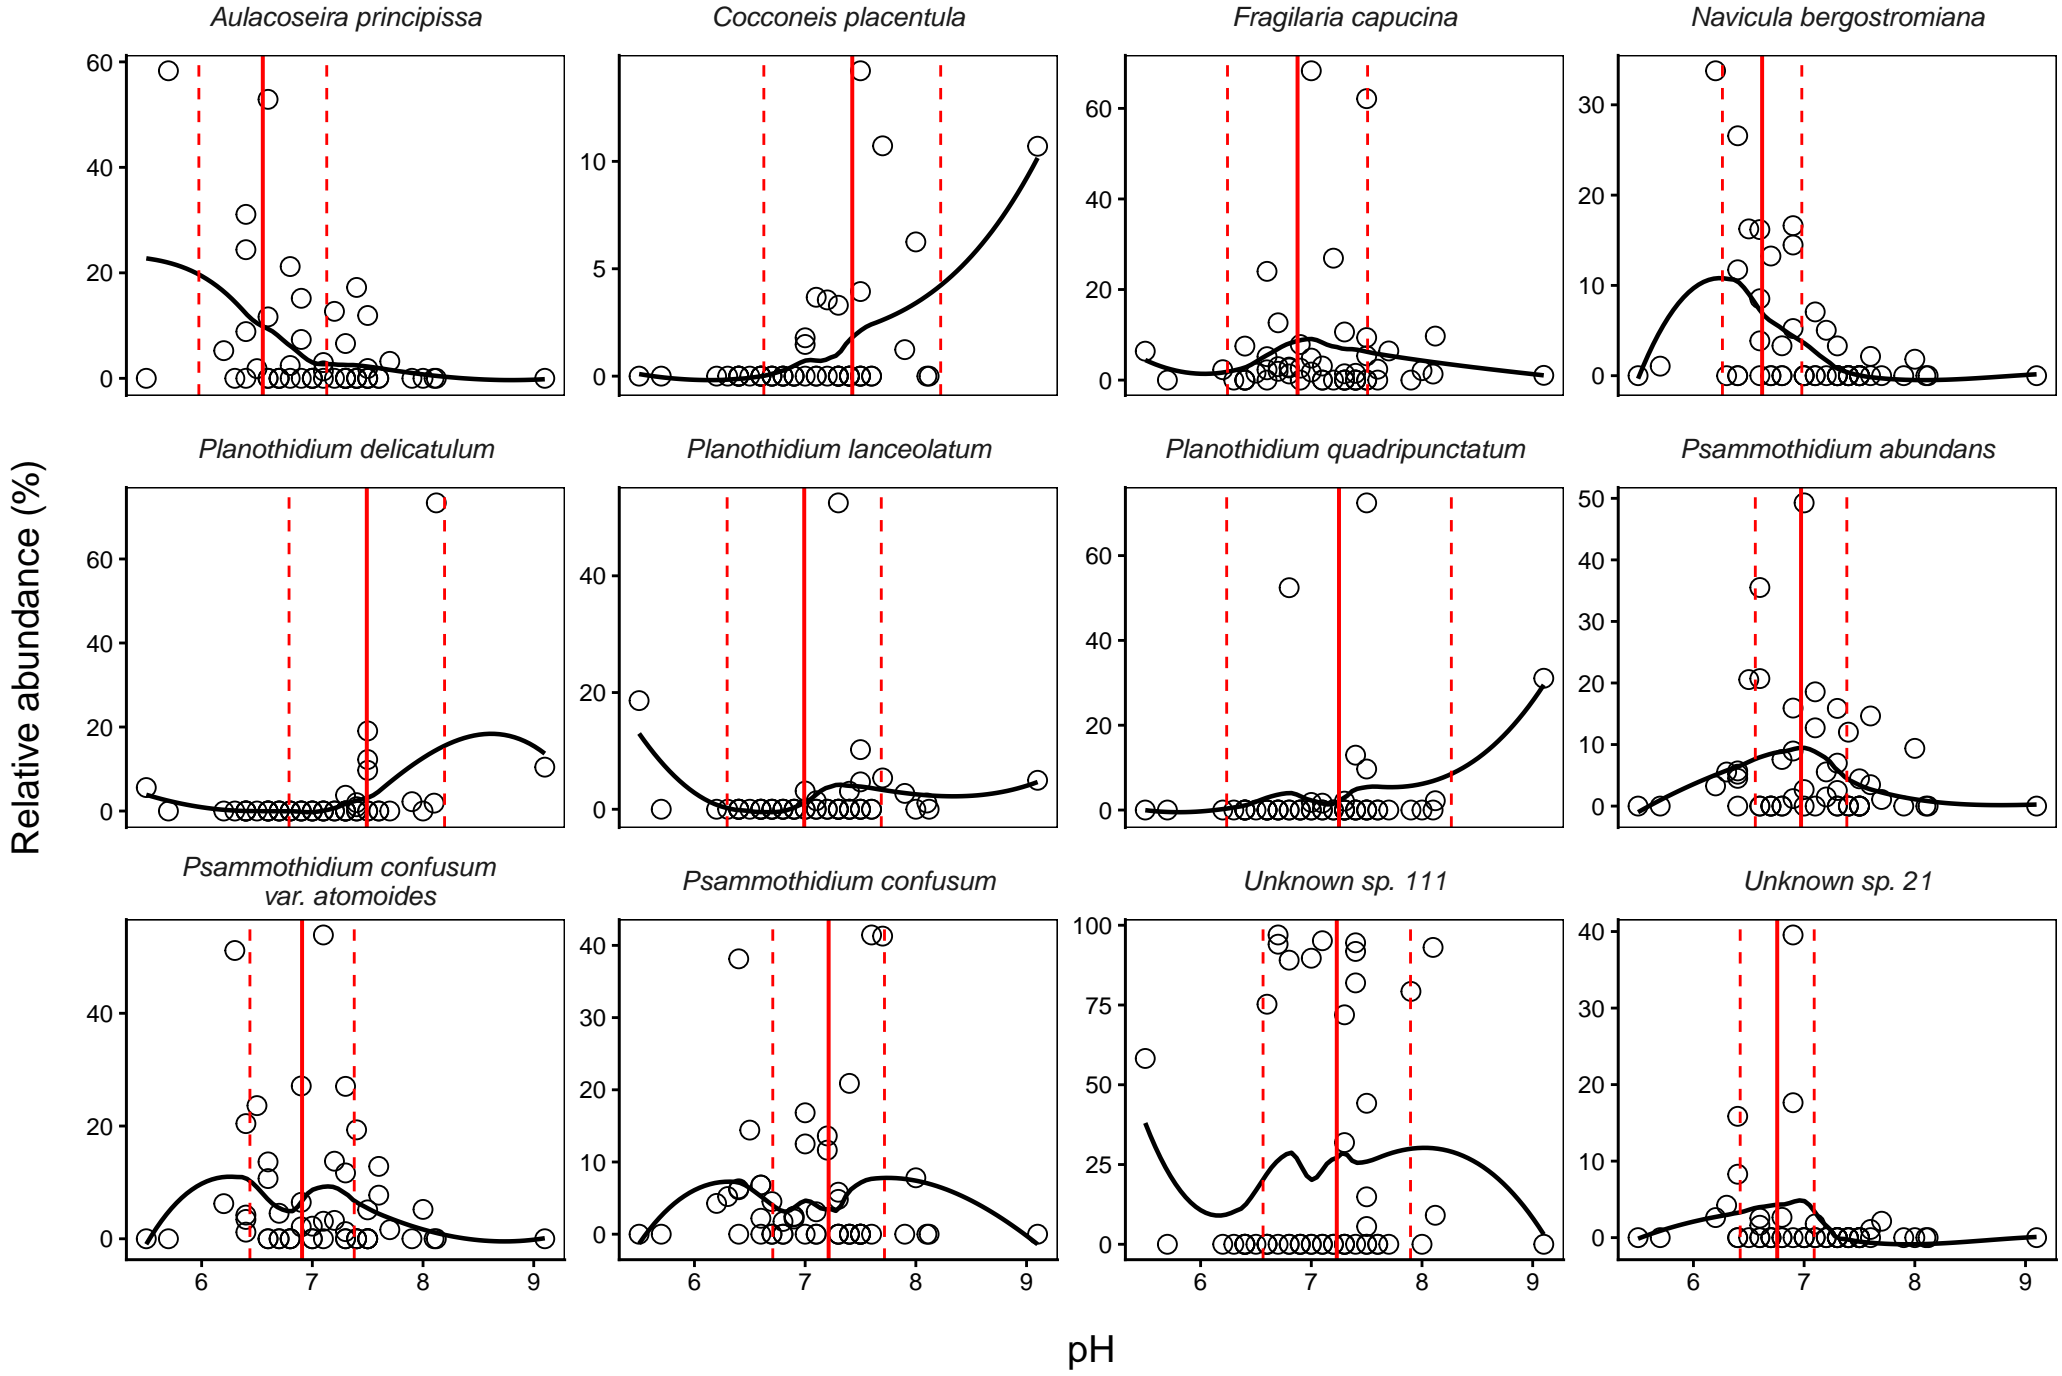 Aulacoseira principissa
Cocconeis placentula
Fragilaria capucina
Navicula bergostromiana
60
40
20
0
10
5
0
60
40
20
0
30
20
10
0
Planothidium delicatulum
Planothidium lanceolatum
Planothidium quadripunctatum
Psammothidium abundans
Relative abundance (%)
60
40
20
0
40
20
0
60
40
20
0
50
40
30
20
10
0
Psammothidium confusum
var. atomoides
Psammothidium confusum
Unknown sp. 111
Unknown sp. 21
40
20
0
40
30
20
10
0
100
75
50
25
0
40
30
20
10
0
6 7 8 9
6 7 8 9
6 7 8 9
6 7 8 9
pH